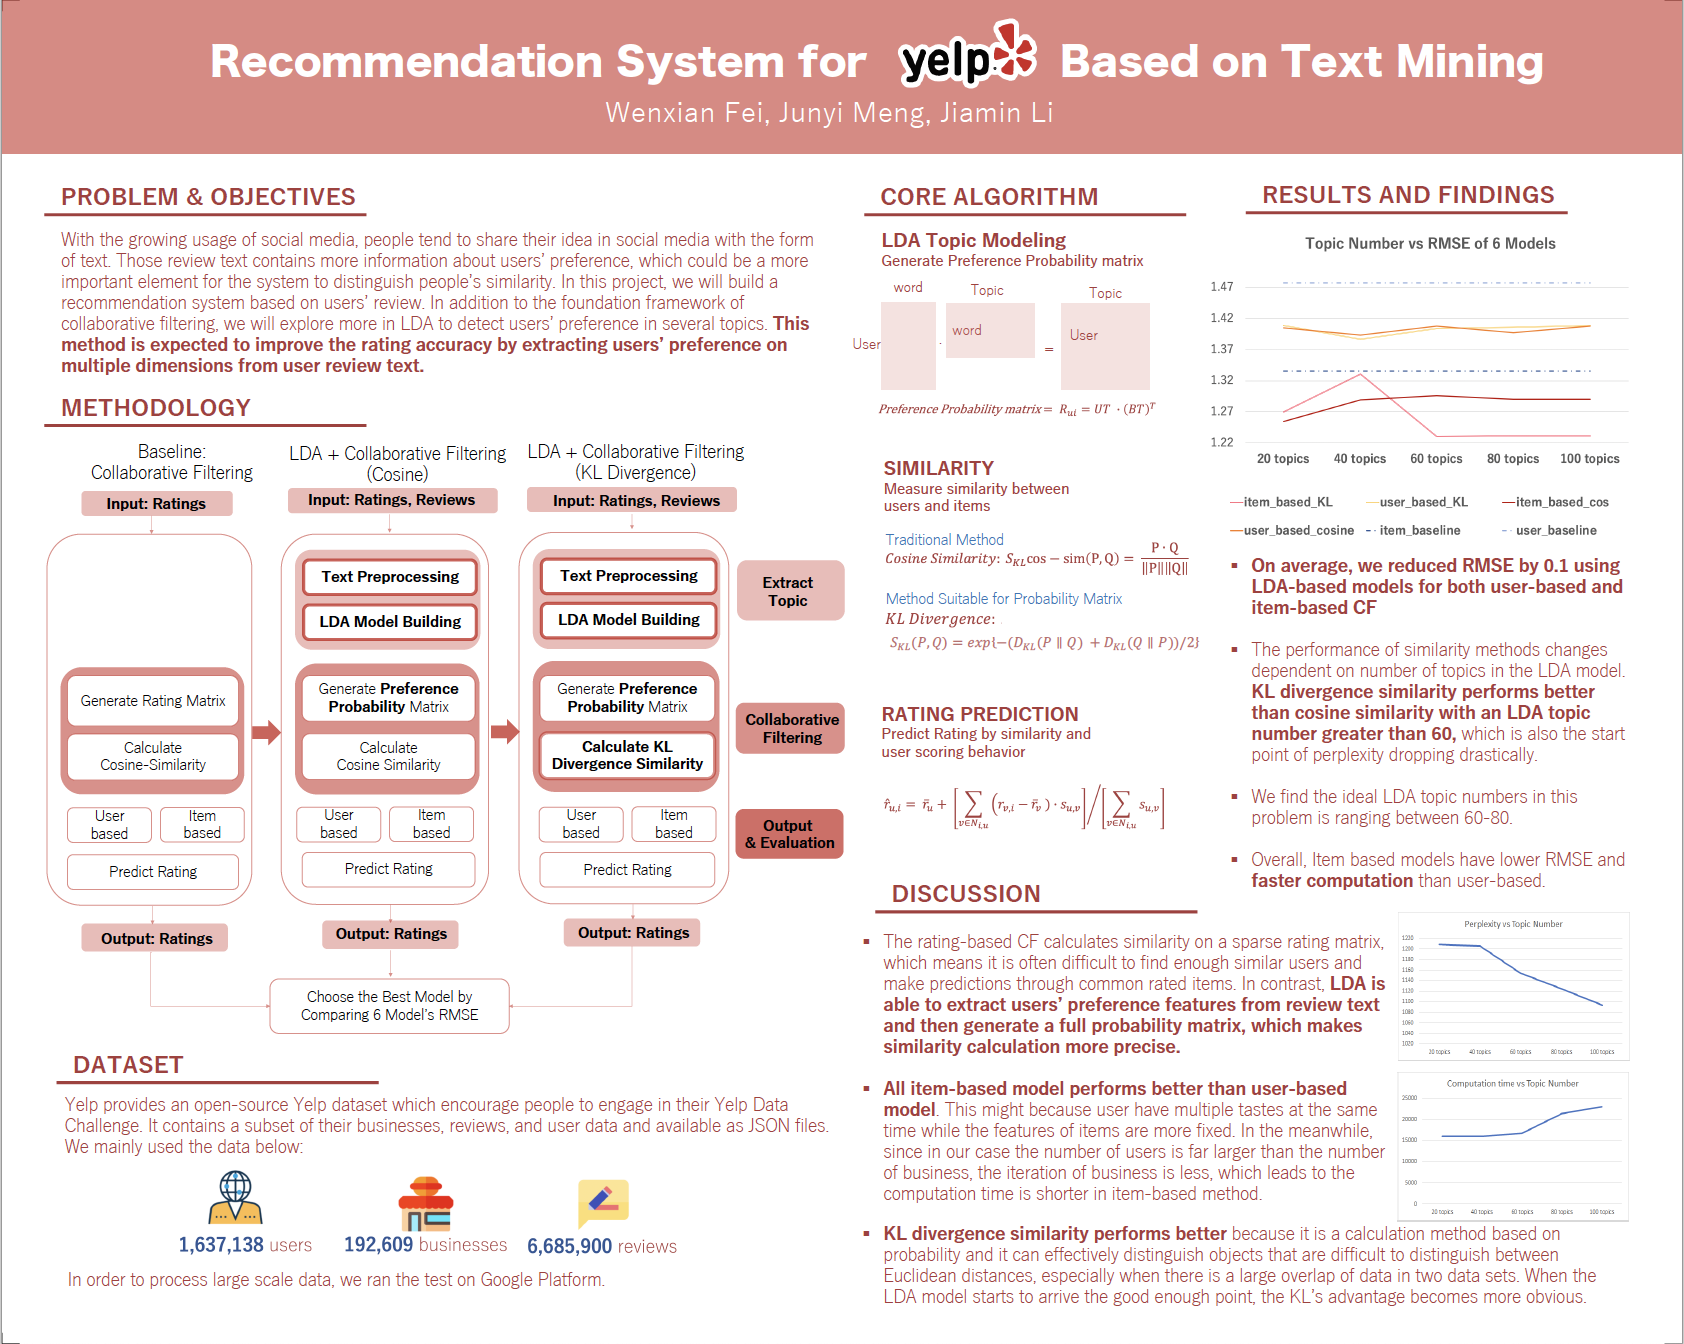 Recommendation System for yelp Based on Text Mining
Wenxian Fei, Junyi Meng, Jiamin Li
PROBLEM & OBJECTIVES
With the growing usage of social media, people tend to share their idea in social media with the form
of text. Those review text contains more information about users' preference, which could be a more
important element for the system to distinguish people's similarity. In this project, we will build a
recommendation system based on users' review. In addition to the foundation framework of
collaborative filtering, we will explore more in LDA to detect users' preference in several topics. This
method is expected to improve the rating accuracy by extracting users' preference on
multiple dimensions from user review text.
METHODOLOGY
Baseline:
Collaborative Filtering
Input: Ratings
Generate Rating Matrix
Calculate
Cosine-Similarity
User
based
Item
based
Predict Rating
Output: Ratings
LDA + Collaborative Filtering
(Cosine)
Input: Ratings, Reviews
Text Preprocessing
LDA Model Building
Generate Preference
Probability Matrix
Calculate
Cosine Similarity
User
based
Item
based
Predict Rating
Output: Ratings
LDA + Collaborative Filtering
(KL Divergence)
Input: Ratings, Reviews
Text Preprocessing
LDA Model Building
Generate Preference
Probability Matrix
Calculate KL
Divergence Similarity
User
based
Item
based
Predict Rating
Output: Ratings
Extract
Topic
Collaborative
Filtering
Output
& Evaluation
Choose the Best Model by
Comparing 6 Model's RMSE
DATASET
Yelp provides an open-source Yelp dataset which encourage people to engage in their Yelp Data
Challenge. It contains a subset of their businesses, reviews, and user data and available as JSON files.
We mainly used the data below:
1,637,138 users
192,609 businesses
6,685,900 reviews
In order to process large scale data, we ran the test on Google Platform.
CORE ALGORITHM
LDA Topic Modeling
Generate Preference Probability matrix
word
Topic
Topic
User
word
User
·
=
Preference Probability matrix = R_ui = UT · (BT)^T
SIMILARITY
Measure similarity between
users and items
Traditional Method
Cosine Similarity: S_KL cos − sim(P, Q) = P · Q / ‖P‖‖Q‖
Method Suitable for Probability Matrix
KL Divergence:
S_KL(P, Q) = exp{−(D_KL(P ∥ Q) + D_KL(Q ∥ P))/2}
RATING PREDICTION
Predict Rating by similarity and
user scoring behavior
r̂_u,i = r̄_u + [∑_{v∈N_i,u} (r_v,i − r̄_v) · s_u,v] / [∑_{v∈N_i,u} s_u,v]
DISCUSSION
▪ The rating-based CF calculates similarity on a sparse rating matrix,
which means it is often difficult to find enough similar users and
make predictions through common rated items. In contrast, LDA is
able to extract users' preference features from review text
and then generate a full probability matrix, which makes
similarity calculation more precise.
▪ All item-based model performs better than user-based
model. This might because user have multiple tastes at the same
time while the features of items are more fixed. In the meanwhile,
since in our case the number of users is far larger than the number
of business, the iteration of business is less, which leads to the
computation time is shorter in item-based method.
▪ KL divergence similarity performs better because it is a calculation method based on
probability and it can effectively distinguish objects that are difficult to distinguish between
Euclidean distances, especially when there is a large overlap of data in two data sets. When the
LDA model starts to arrive the good enough point, the KL's advantage becomes more obvious.
RESULTS AND FINDINGS
Topic Number vs RMSE of 6 Models
1.47
1.42
1.37
1.32
1.27
1.22
20 topics 40 topics 60 topics 80 topics 100 topics
item_based_KL user_based_KL item_based_cos
user_based_cosine item_baseline user_baseline
▪ On average, we reduced RMSE by 0.1 using
LDA-based models for both user-based and
item-based CF
▪ The performance of similarity methods changes
dependent on number of topics in the LDA model.
KL divergence similarity performs better
than cosine similarity with an LDA topic
number greater than 60, which is also the start
point of perplexity dropping drastically.
▪ We find the ideal LDA topic numbers in this
problem is ranging between 60-80.
▪ Overall, Item based models have lower RMSE and
faster computation than user-based.
Perplexity vs Topic Number
1220
1200
1180
1160
1140
1120
1100
1080
1060
1040
1020
20 topics 40 topics 60 topics 80 topics 100 topics
Computation time vs Topic Number
25000
20000
15000
10000
5000
0
20 topics 40 topics 60 topics 80 topics 100 topics